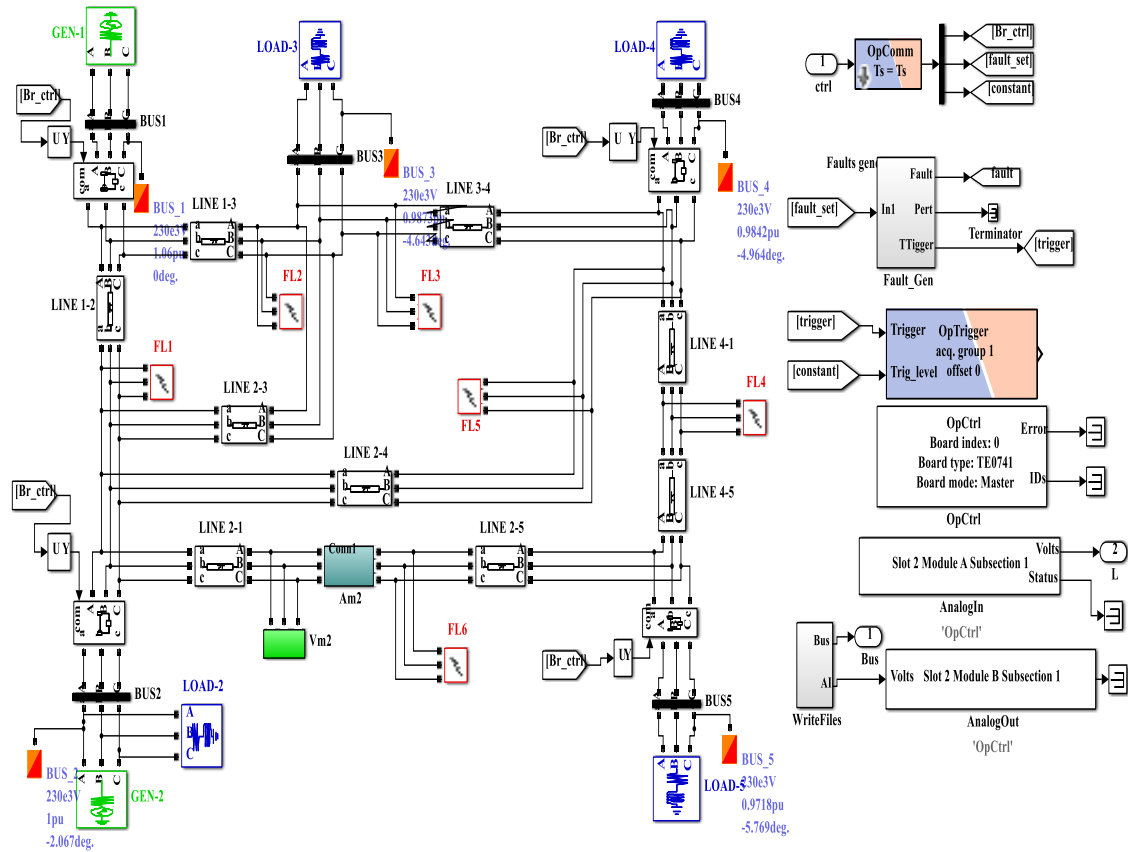 GEN-1
A B C
[Br_ctrl]
BUS1
U Y
com
A B C
a b c
BUS_1
230e3V
1.06pu
0deg.
LOAD-3
A B C
BUS3
BUS_3
230e3V
LINE 3-4
a A
b B
c C
LOAD-4
A B C
BUS4
[Br_ctrl]
U Y
com
A B C
a b c
BUS_4
230e3V
0.9842pu
-4.964deg.
LINE 1-3
a A
b B
c C
LINE 1-2
A B C
a b c
FL1
FL2
FL3
LINE 2-3
a A
b B
c C
FL5
LINE 4-1
a b c
A B C
FL4
LINE 2-4
a A
b B
c C
LINE 4-5
a b c
A B C
[Br_ctrl]
U Y
LINE 2-1
a A
b B
c C
Conn1
Am2
LINE 2-5
a A
b B
c C
com
A B C
a b c
Vm2
FL6
com
a b c
A B C
[Br_ctrl]
UY
BUS2
LOAD-2
A
B
C
BUS_2
230e3V
1pu
-2.067deg.
A B C
GEN-2
BUS5
A B C
LOAD-5
BUS_5
230e3V
0.9718pu
-5.769deg.
1
ctrl
OpComm
Ts = Ts
[Br_ctrl]
[fault_set]
[constant]
Faults gene
[fault_set]
In1
Fault
Pert
TTigger
Fault_Gen
fault
Terminator
[trigger]
[trigger]
[constant]
Trigger
Trig_level
OpTrigger
acq. group 1
offset 0
OpCtrl
Board index: 0
Board type: TE0741
Board mode: Master
Error
IDs
OpCtrl
Slot 2 Module A Subsection 1
Volts
Status
2
L
AnalogIn
'OpCtrl'
Bus
AI
WriteFiles
1
Bus
Volts
Slot 2 Module B Subsection 1
AnalogOut
'OpCtrl'